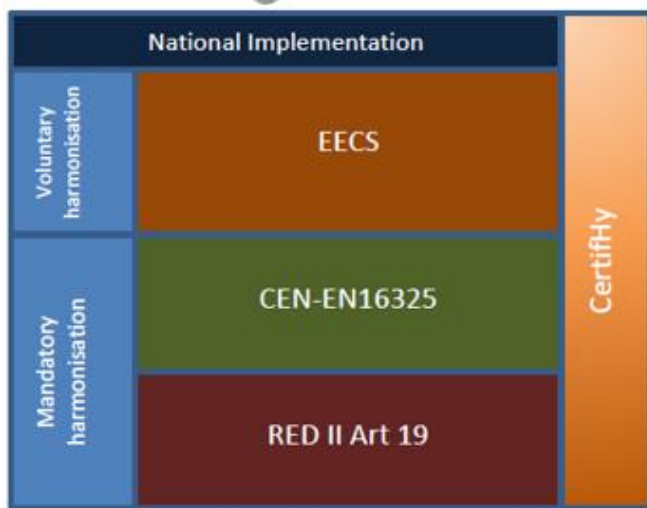 National Implementation
Voluntary
harmonisation
EECS
Mandatory
harmonisation
CEN-EN16325
RED II Art 19
CertifHy